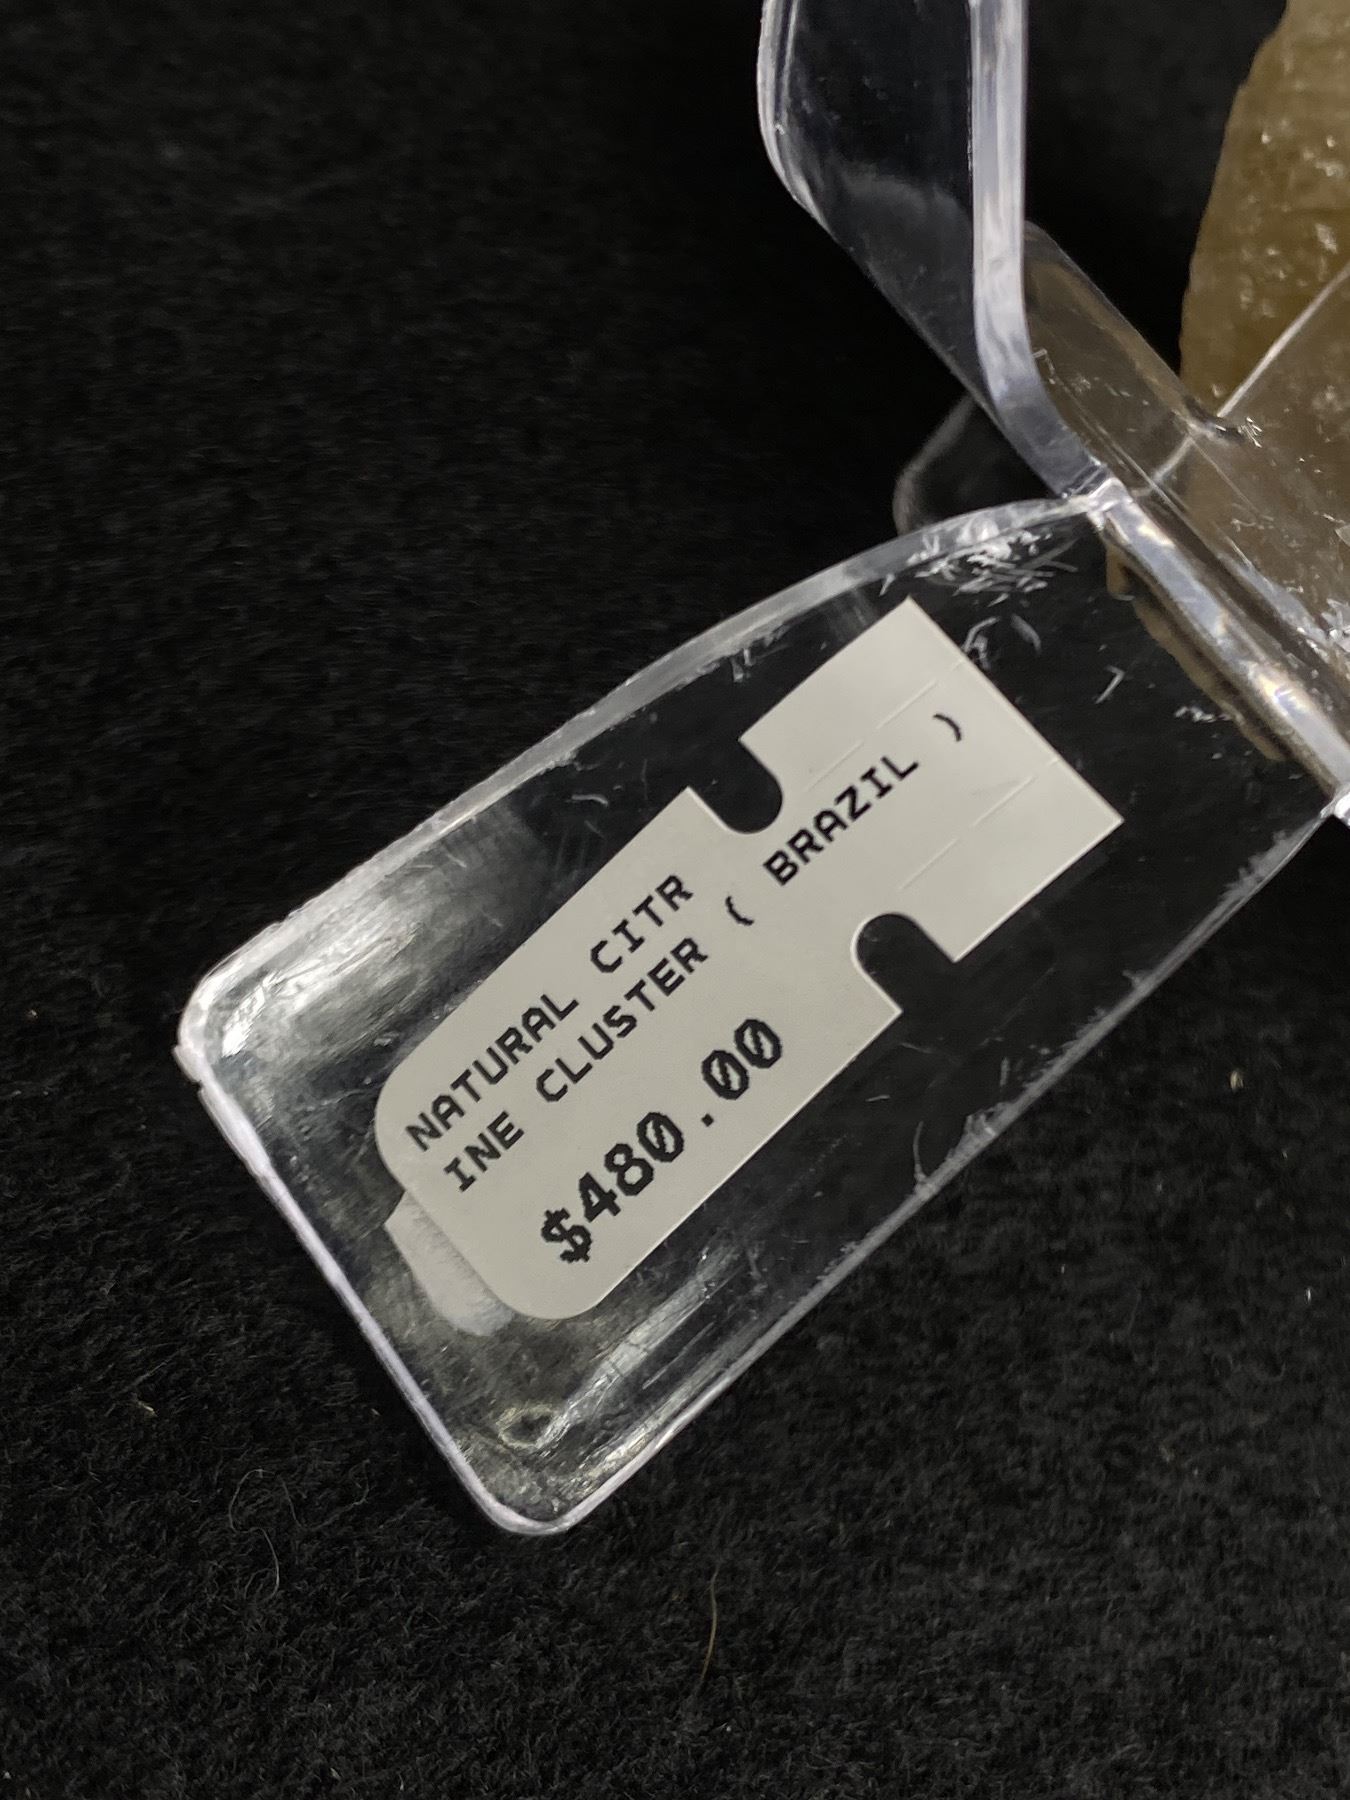 NATURAL CITR
INE CLUSTER ( BRAZIL )
$480.00